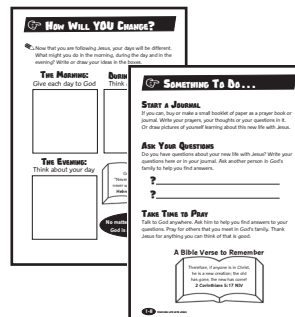 HOW WILL YOU CHANGE?
Now that you are following Jesus, your days will be different.
What might you do in the morning, during the day and in the
evening? Write or draw your ideas in the boxes.
THE MORNING:
Give each day to God
THE EVENING:
Think about your day
SOMETHING TO DO...
START A JOURNAL
If you can, buy or make a small booklet of paper as a prayer book or
journal. Write your prayers, your thoughts or your questions in it.
Or draw pictures of yourself learning about this new life with Jesus.
ASK YOUR QUESTIONS
Do you have questions about your new life with Jesus? Write your
questions here or in your journal. Ask another person in God's
family to help you find answers.
?
?
TAKE TIME TO PRAY
Talk to God anywhere. Ask him to help you find answers to your
questions. Pray for others that you meet in God's family. Thank
Jesus for anything you can think of that is good.
A Bible Verse to Remember
Therefore, if anyone is in Christ,
he is a new creation; the old
has gone, the new has come!
2 Corinthians 5:17 NIV
1-8